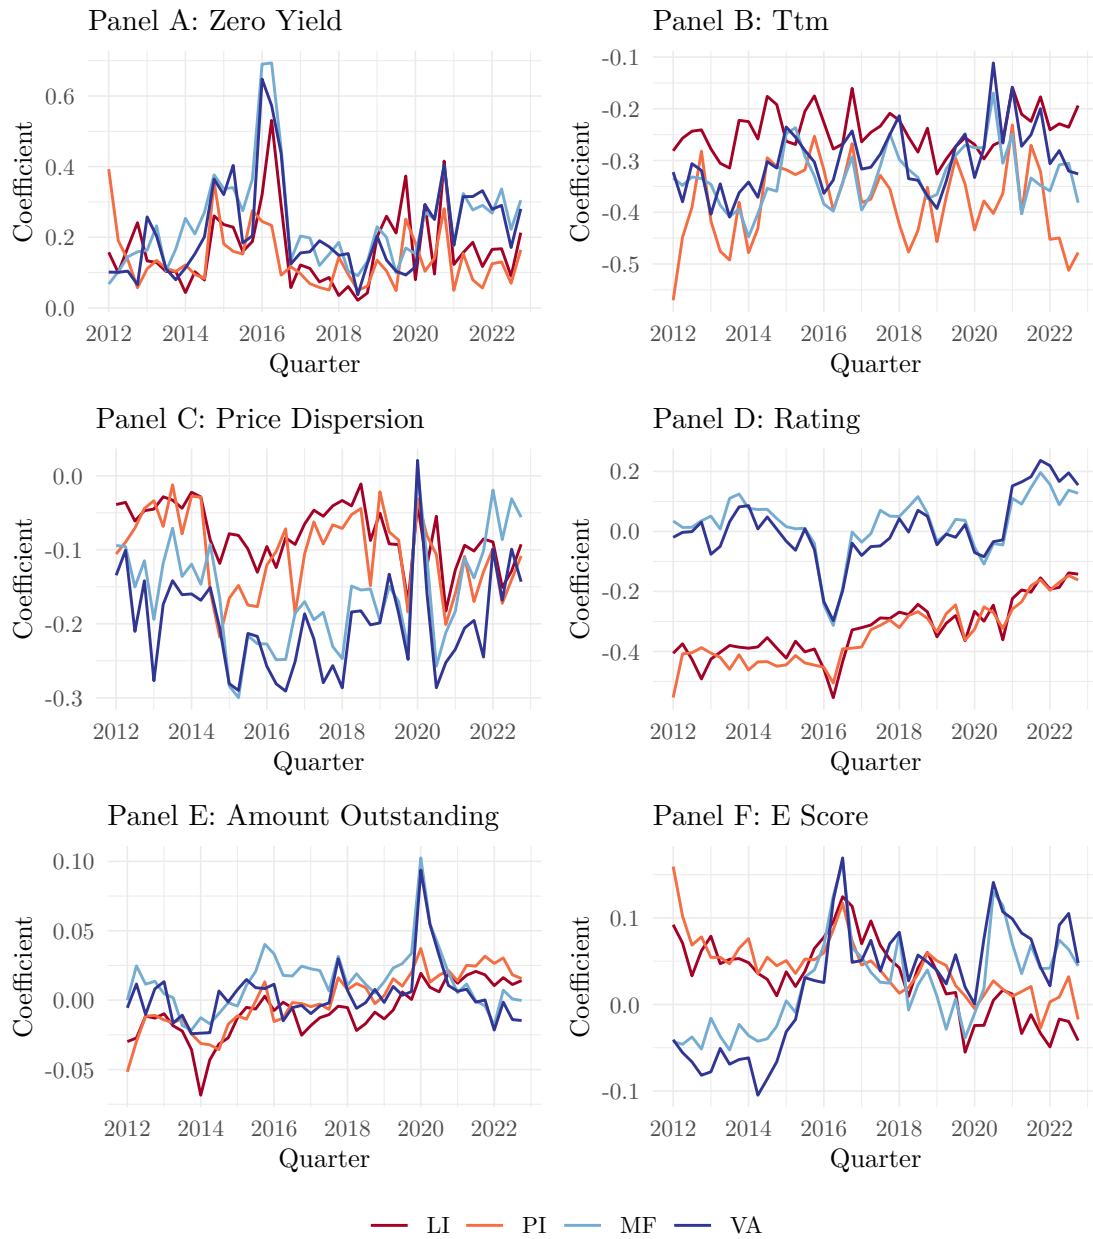 Panel A: Zero Yield
Coefficient
0.6
0.4
0.2
0.0
2012 2014 2016 2018 2020 2022
Quarter
Panel B: Ttm
Coefficient
-0.1
-0.2
-0.3
-0.4
-0.5
2012 2014 2016 2018 2020 2022
Quarter
Panel C: Price Dispersion
Coefficient
0.0
-0.1
-0.2
-0.3
2012 2014 2016 2018 2020 2022
Quarter
Panel D: Rating
Coefficient
0.2
0.0
-0.2
-0.4
2012 2014 2016 2018 2020 2022
Quarter
Panel E: Amount Outstanding
Coefficient
0.10
0.05
0.00
-0.05
2012 2014 2016 2018 2020 2022
Quarter
Panel F: E Score
Coefficient
0.1
0.0
-0.1
2012 2014 2016 2018 2020 2022
Quarter
LI PI MF VA